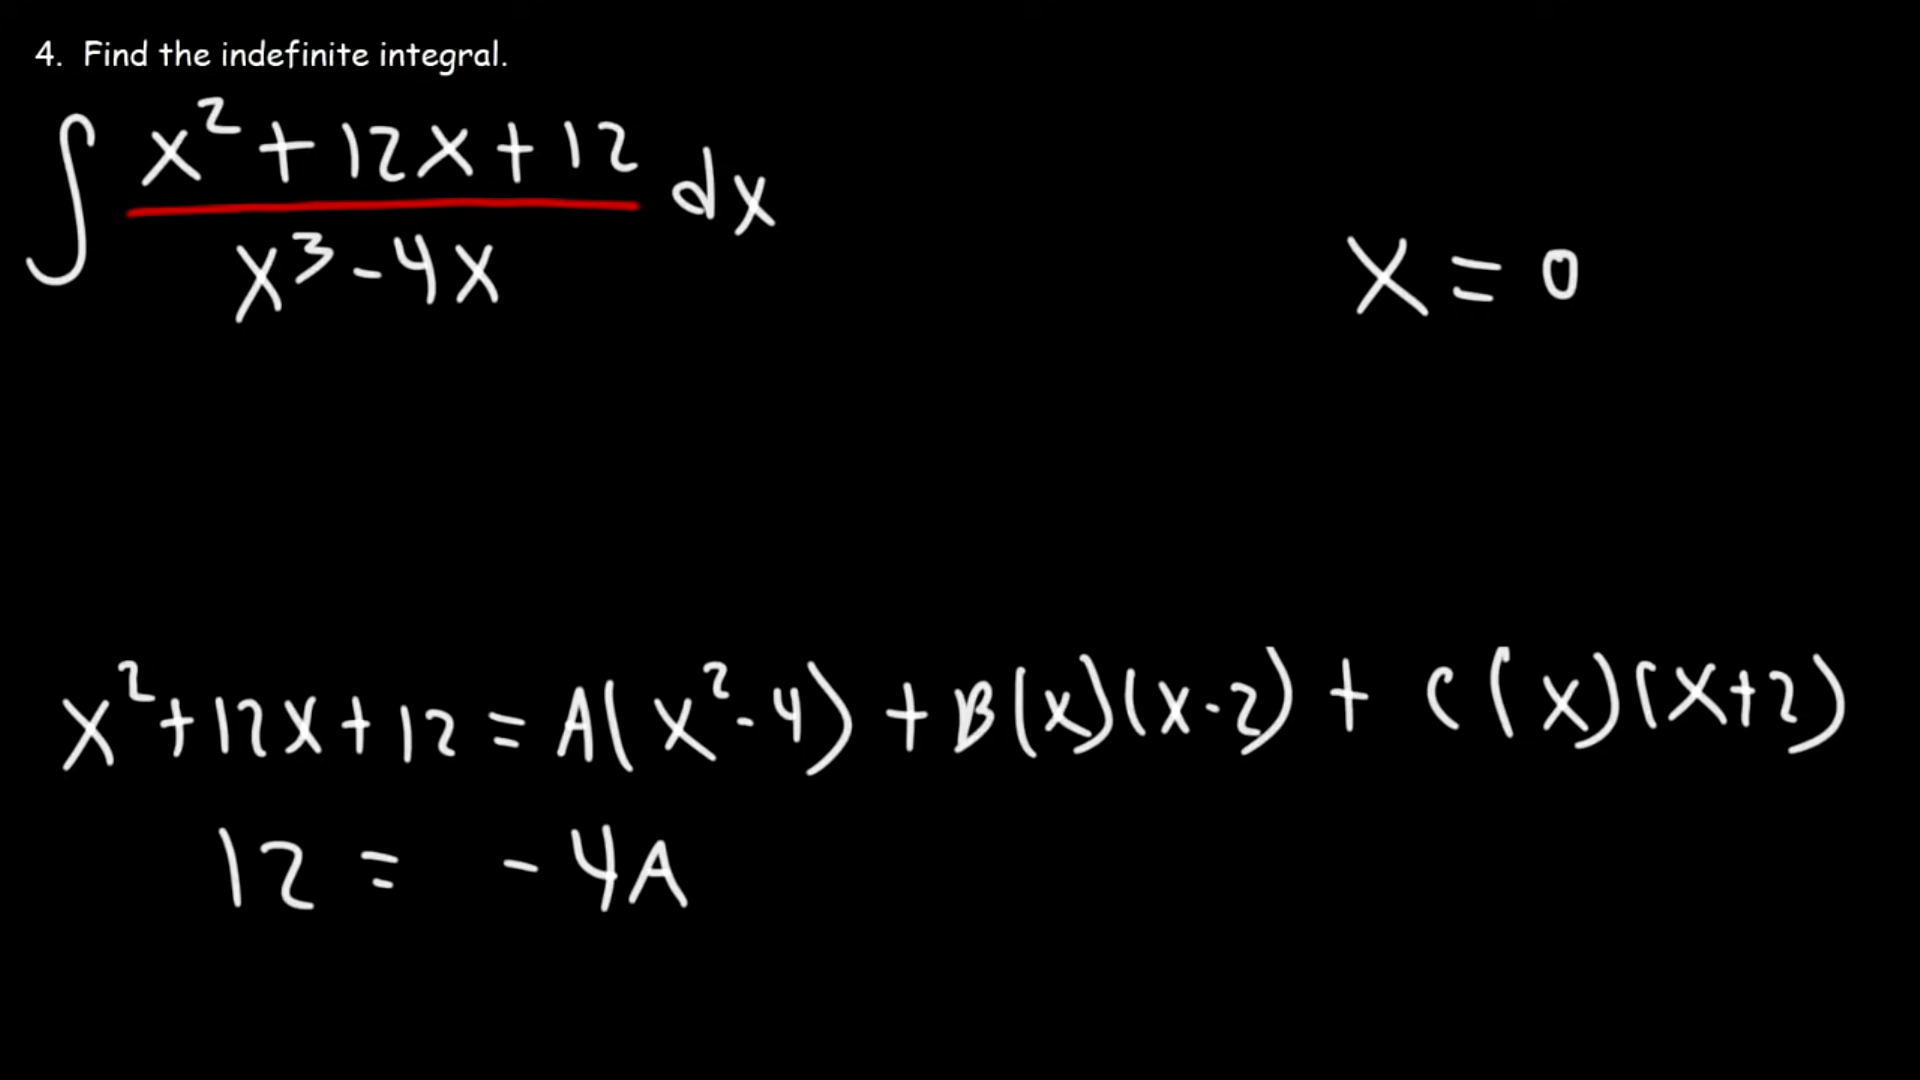 4. Find the indefinite integral.
∫ (x² + 12x + 12)/(x³ - 4x) dx
x = 0
x² + 12x + 12 = A(x² - 4) + B(x)(x - 2) + C(x)(x + 2)
12 = -4A